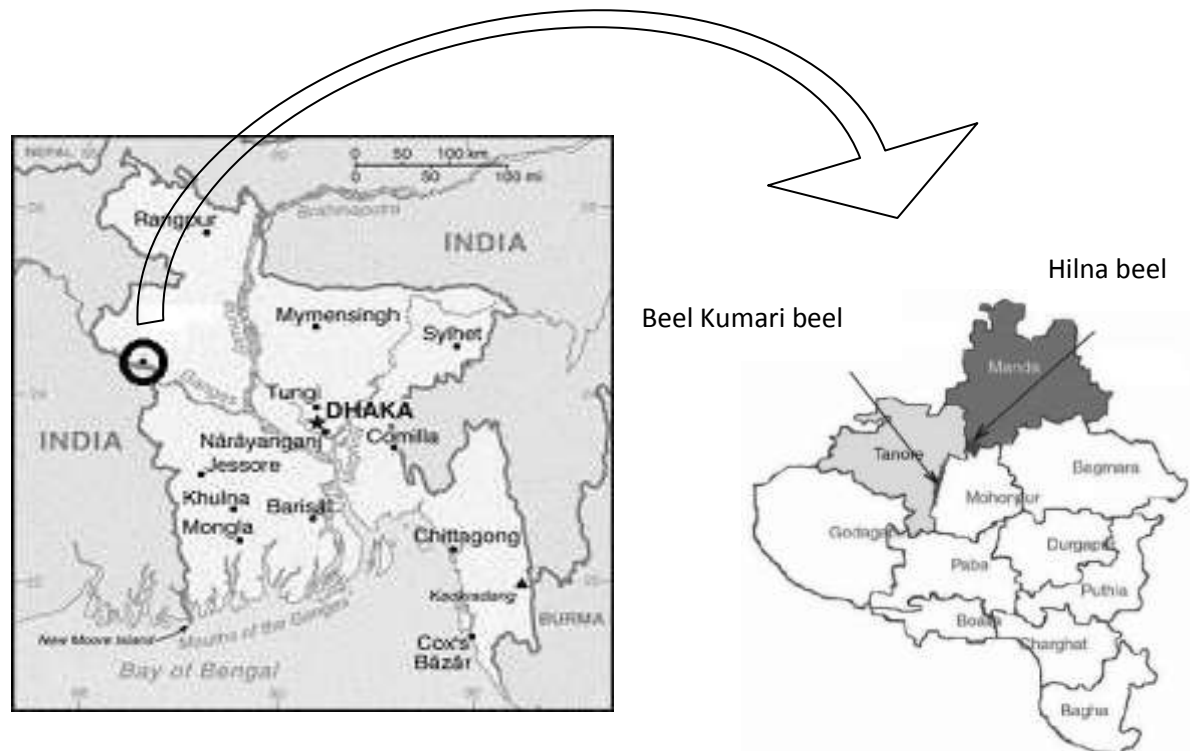 NEPAL
0 50 100 km
0 50 100 mi
Brahmaputra
Rangpur
INDIA
Jamuna
Mymensingh
Sylhet
Ganges
Tungi
DHAKA
INDIA
Nārāyanganj
Comilla
Jessore
Khulna
Barisal
Mongla
Chittagong
Keokradang
BURMA
New Moore Island
Mouths of the Ganges
Cox's
Bāzār
Bay of Bengal
Hilna beel
Beel Kumari beel
Manda
Tanore
Bagmara
Mohonpur
Godagari
Durgapur
Paba
Puthia
Boalia
Charghat
Bagha